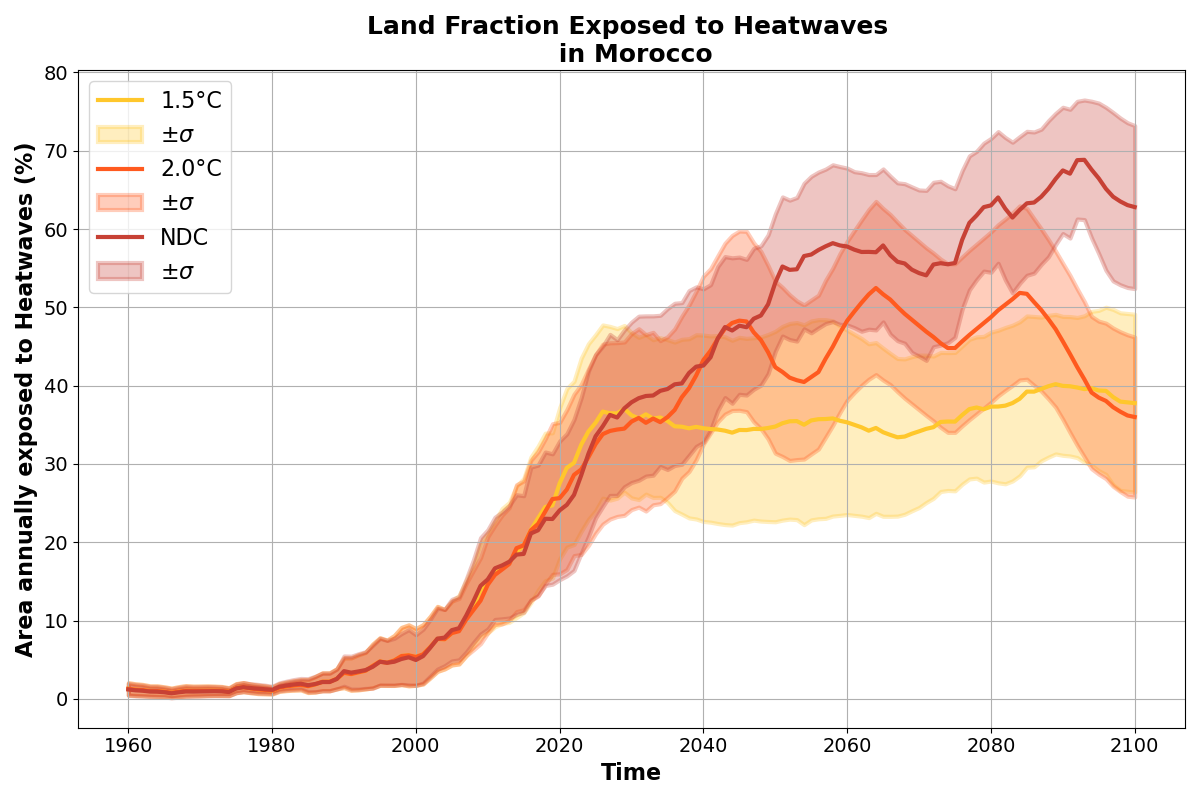 Land Fraction Exposed to Heatwaves
in Morocco
Area annually exposed to Heatwaves (%)
80
70
60
50
40
30
20
10
0
1.5°C
±σ
2.0°C
±σ
NDC
±σ
1960
1980
2000
2020
2040
2060
2080
2100
Time